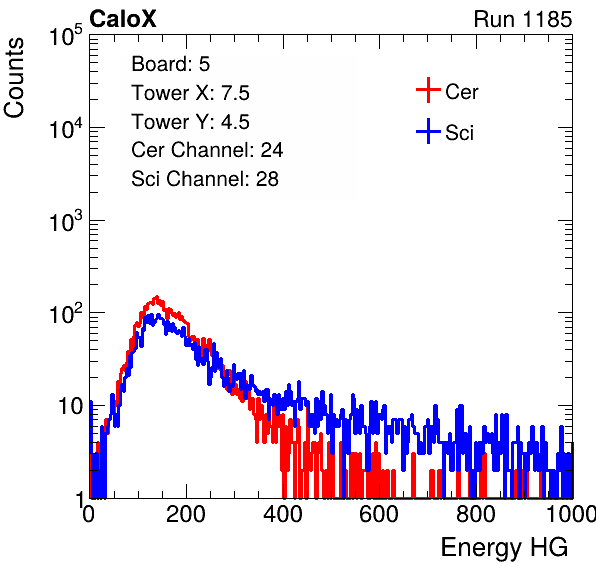 CaloX Run 1185
Counts
10^5
10^4
10^3
10^2
10
1
Board: 5
Tower X: 7.5
Tower Y: 4.5
Cer Channel: 24
Sci Channel: 28
Cer
Sci
0 200 400 600 800 1000
Energy HG